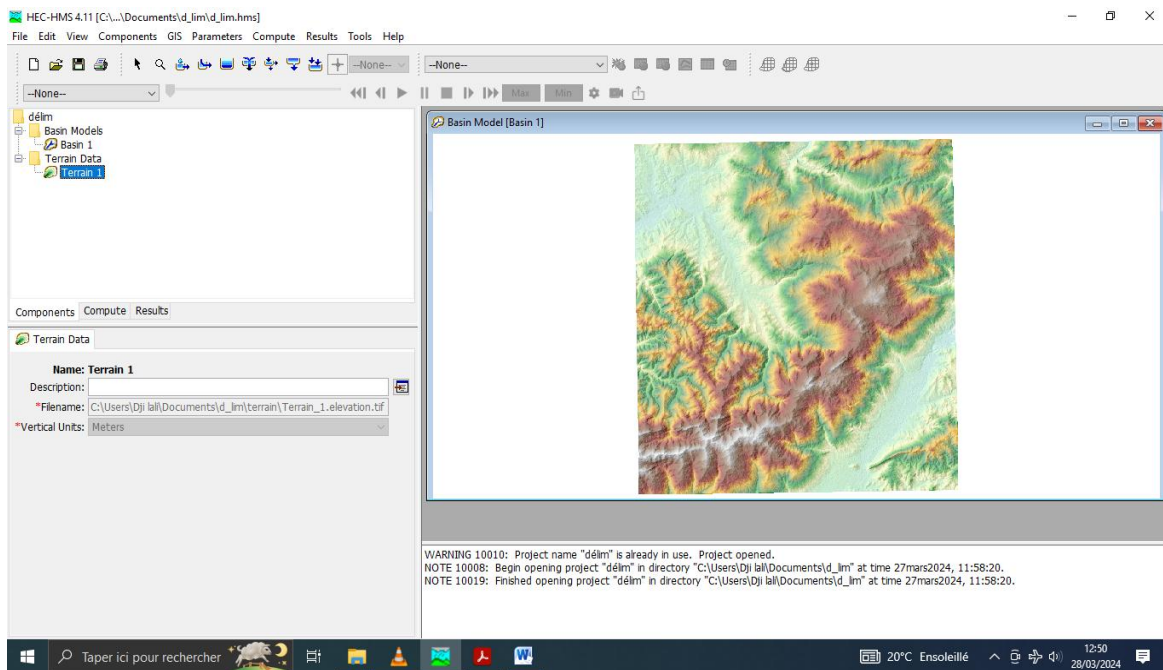 HEC-HMS 4.11 [C:\...\Documents\d_lim\d_lim.hms]
File Edit View Components GIS Parameters Compute Results Tools Help
--None-- --None--
--None-- Max Min
délim
Basin Models
Basin 1
Terrain Data
Terrain 1
Components Compute Results
Terrain Data
Name: Terrain 1
Description:
*Filename: C:\Users\Dji lali\Documents\d_lim\terrain\Terrain_1.elevation.tif
*Vertical Units: Meters
Basin Model [Basin 1]
WARNING 10010: Project name "délim" is already in use. Project opened.
NOTE 10008: Begin opening project "délim" in directory "C:\Users\Dji lali\Documents\d_lim" at time 27mars2024, 11:58:20.
NOTE 10019: Finished opening project "délim" in directory "C:\Users\Dji lali\Documents\d_lim" at time 27mars2024, 11:58:20.
Taper ici pour rechercher
20°C Ensoleillé
12:50
28/03/2024